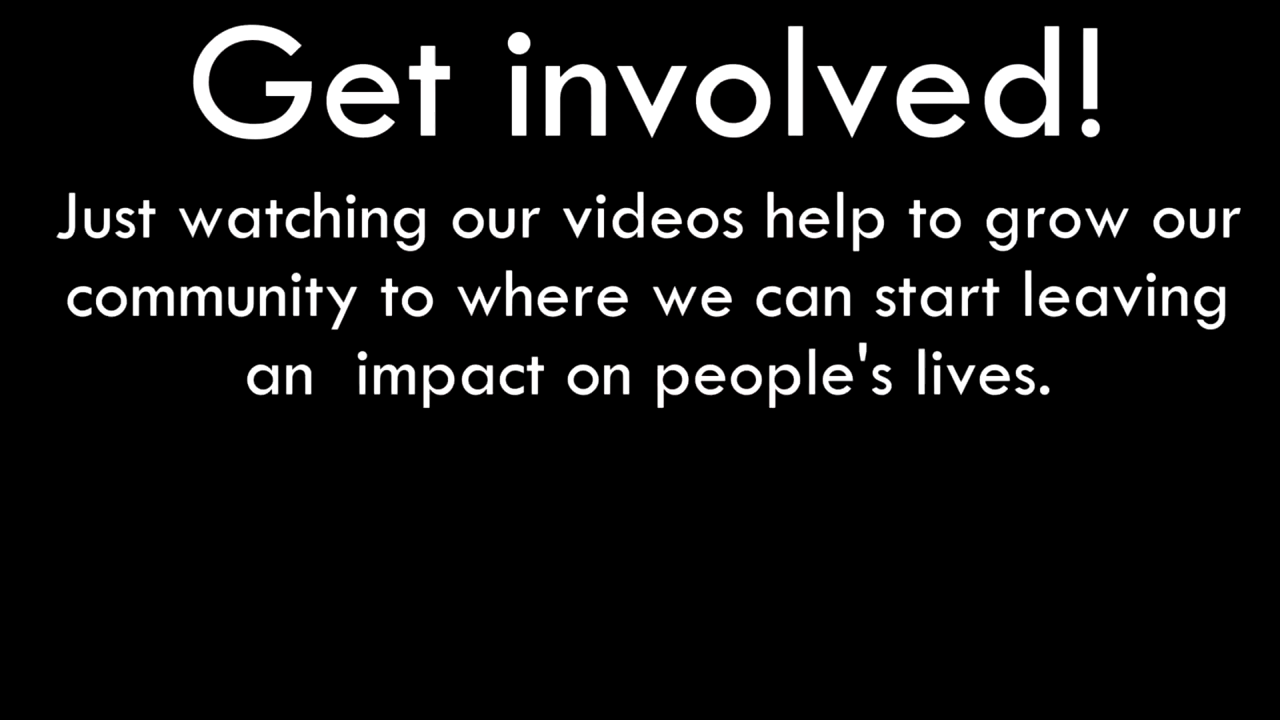 Get involved!
Just watching our videos help to grow our
community to where we can start leaving
an  impact on people's lives.